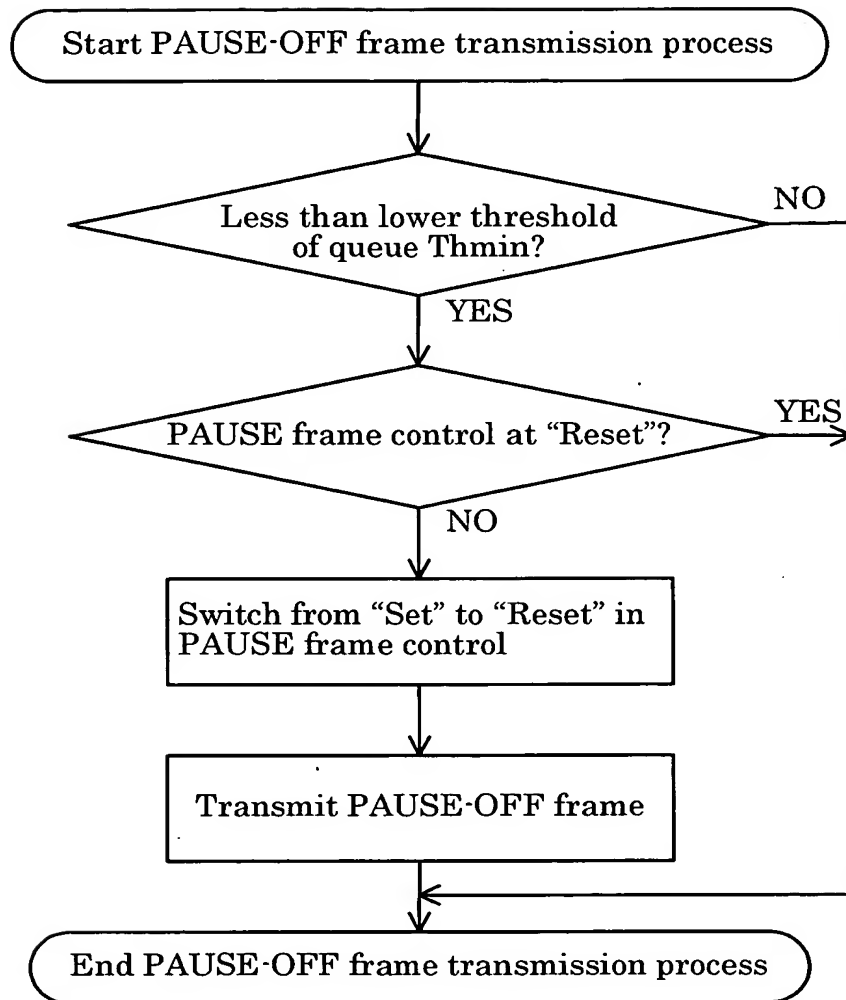 Start PAUSE-OFF frame transmission process
NO
Less than lower threshold
of queue Thmin?
YES
YES
PAUSE frame control at “Reset”?
NO
Switch from “Set” to “Reset” in
PAUSE frame control
Transmit PAUSE-OFF frame
End PAUSE-OFF frame transmission process